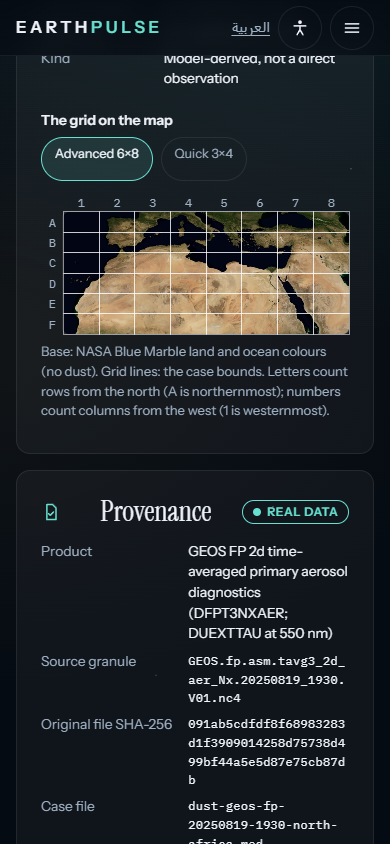 EARTHPULSE
العربية
Kind
Model-derived, not a direct
observation
The grid on the map
Advanced 6×8
Quick 3×4
1 2 3 4 5 6 7 8
A
B
C
D
E
F
Base: NASA Blue Marble land and ocean colours
(no dust). Grid lines: the case bounds. Letters count
rows from the north (A is northernmost); numbers
count columns from the west (1 is westernmost).
Provenance
REAL DATA
Product
GEOS FP 2d time-
averaged primary aerosol
diagnostics
(DFPT3NXAER;
DUEXTTAU at 550 nm)
Source granule
GEOS.fp.asm.tavg3_2d_
aer_Nx.20250819_1930.
V01.nc4
Original file SHA-256
091ab5cdfdf8f68983283
d1f3909014258d75738d4
99bf44a5e5d87e75cb87d
b
Case file
dust-geos-fp-
20250819-1930-north-
africa-med